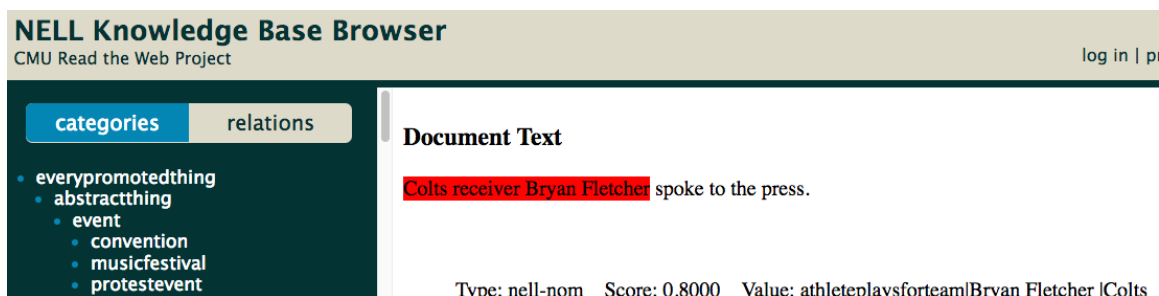 NELL Knowledge Base Browser
CMU Read the Web Project
log in |
categories relations
everypromotedthing
abstractthing
event
convention
musicfestival
protestevent
Document Text
Colts receiver Bryan Fletcher spoke to the press.
Type: nell-nom Score: 0.8000 Value: athleteplaysforteam|Bryan Fletcher |Colts